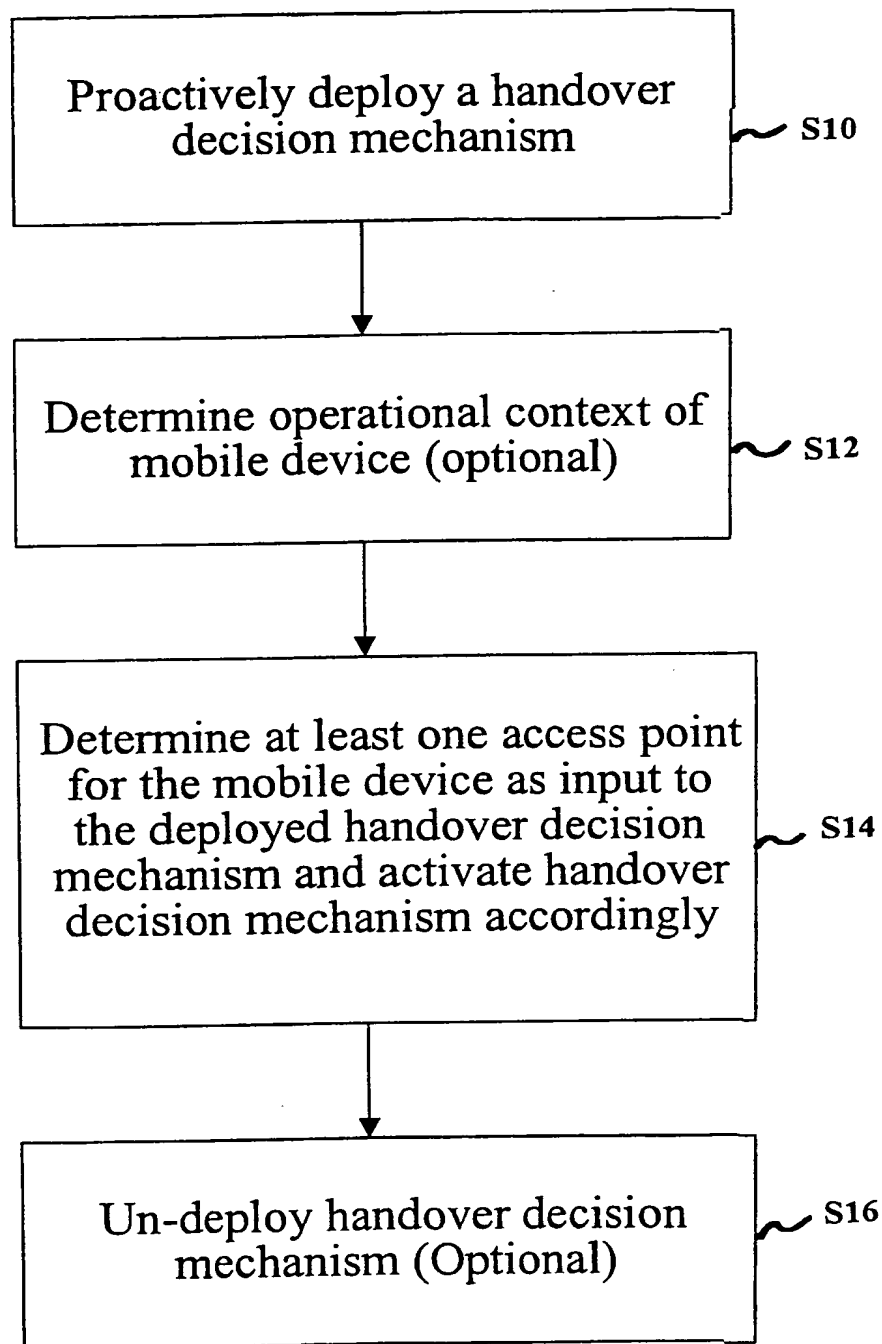 Proactively deploy a handover
decision mechanism
S10
Determine operational context of
mobile device (optional)
S12
Determine at least one access point
for the mobile device as input to
the deployed handover decision
mechanism and activate handover
decision mechanism accordingly
S14
Un-deploy handover decision
mechanism (Optional)
S16